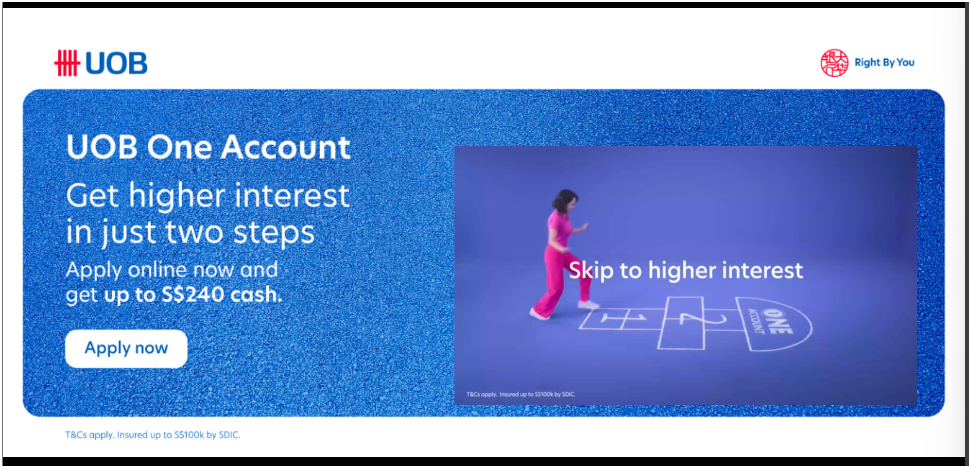 UOB
Right By You
UOB One Account
Get higher interest
in just two steps
Apply online now and
get up to S$240 cash.
Apply now
Skip to higher interest
1
2
ONE
ACCOUNT
T&Cs apply. Insured up to S$100k by SDIC.
T&Cs apply. Insured up to S$100k by SDIC.